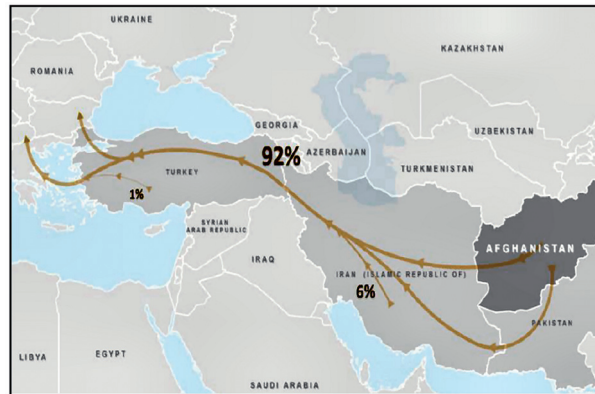 UKRAINE
KAZAKHSTAN
ROMANIA
GEORGIA
UZBEKISTAN
92%
AZERBAIJAN
TURKMENISTAN
TURKEY
1%
SYRIAN
ARAB REPUBLIC
AFGHANISTAN
IRAQ
IRAN (ISLAMIC REPUBLIC OF)
6%
PAKISTAN
LIBYA
EGYPT
SAUDI ARABIA